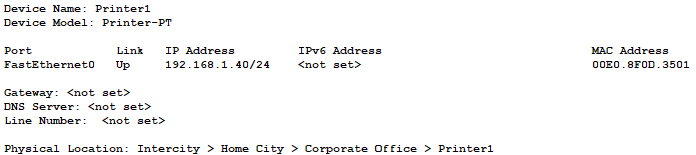 Device Name: Printer1
Device Model: Printer-PT
Port Link IP Address IPv6 Address MAC Address
FastEthernet0 Up 192.168.1.40/24 <not set> 00E0.8F0D.3501
Gateway: <not set>
DNS Server: <not set>
Line Number: <not set>
Physical Location: Intercity > Home City > Corporate Office > Printer1